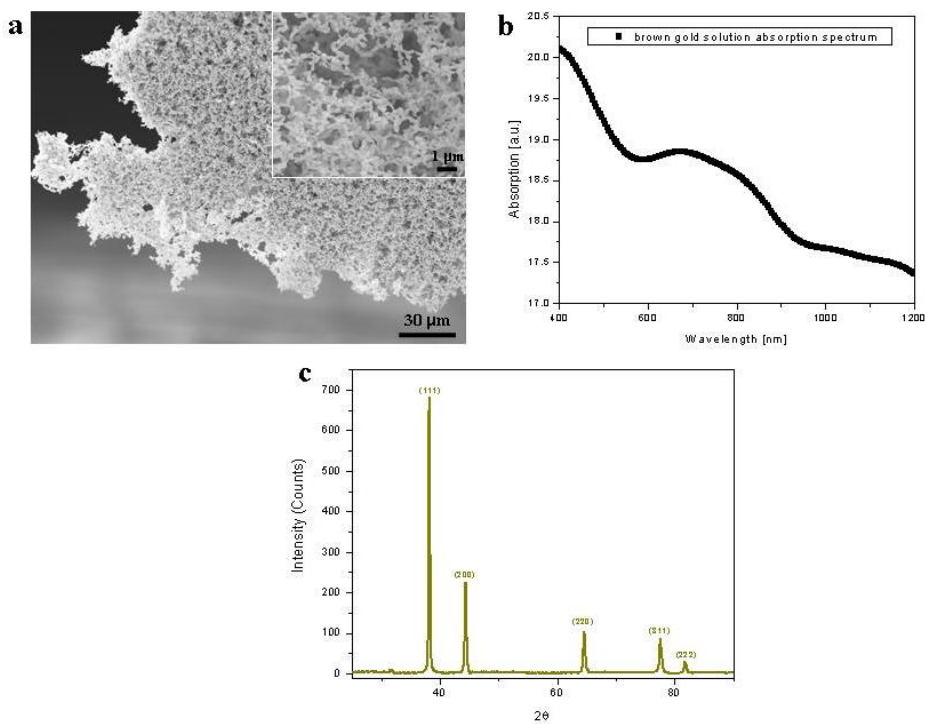 a
1 μm
30 μm
b
brown gold solution absorption spectrum
20.5
20.0
19.5
19.0
18.5
18.0
17.5
17.0
Absorption [a.u.]
400
600
800
1000
1200
Wavelength [nm]
c
700
600
500
400
300
200
100
0
Intensity (Counts)
(111)
(200)
(220)
(311)
(222)
40
60
80
2θ